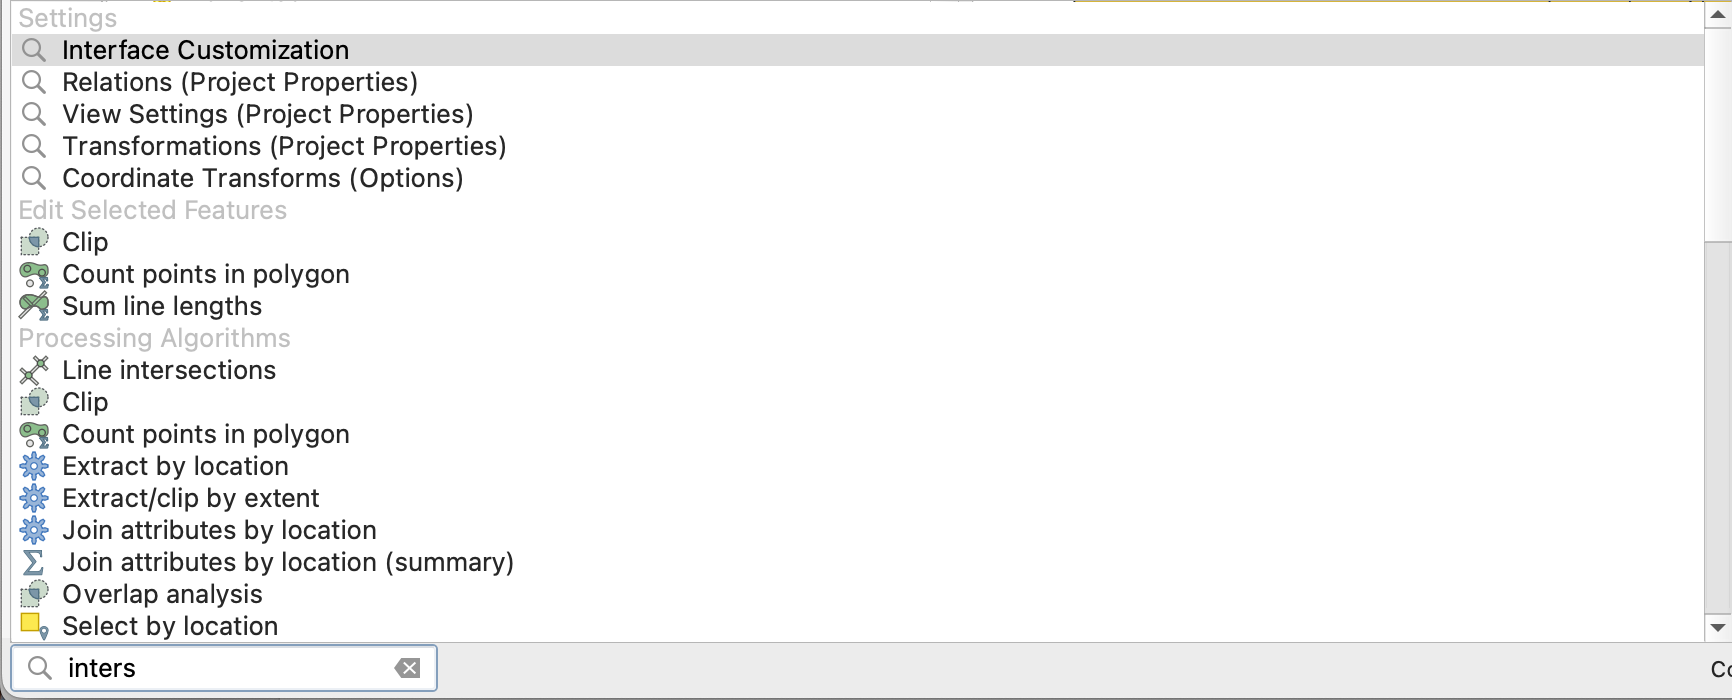 Settings
Interface Customization
Relations (Project Properties)
View Settings (Project Properties)
Transformations (Project Properties)
Coordinate Transforms (Options)
Edit Selected Features
Clip
Count points in polygon
Sum line lengths
Processing Algorithms
Line intersections
Clip
Count points in polygon
Extract by location
Extract/clip by extent
Join attributes by location
Join attributes by location (summary)
Overlap analysis
Select by location
inters